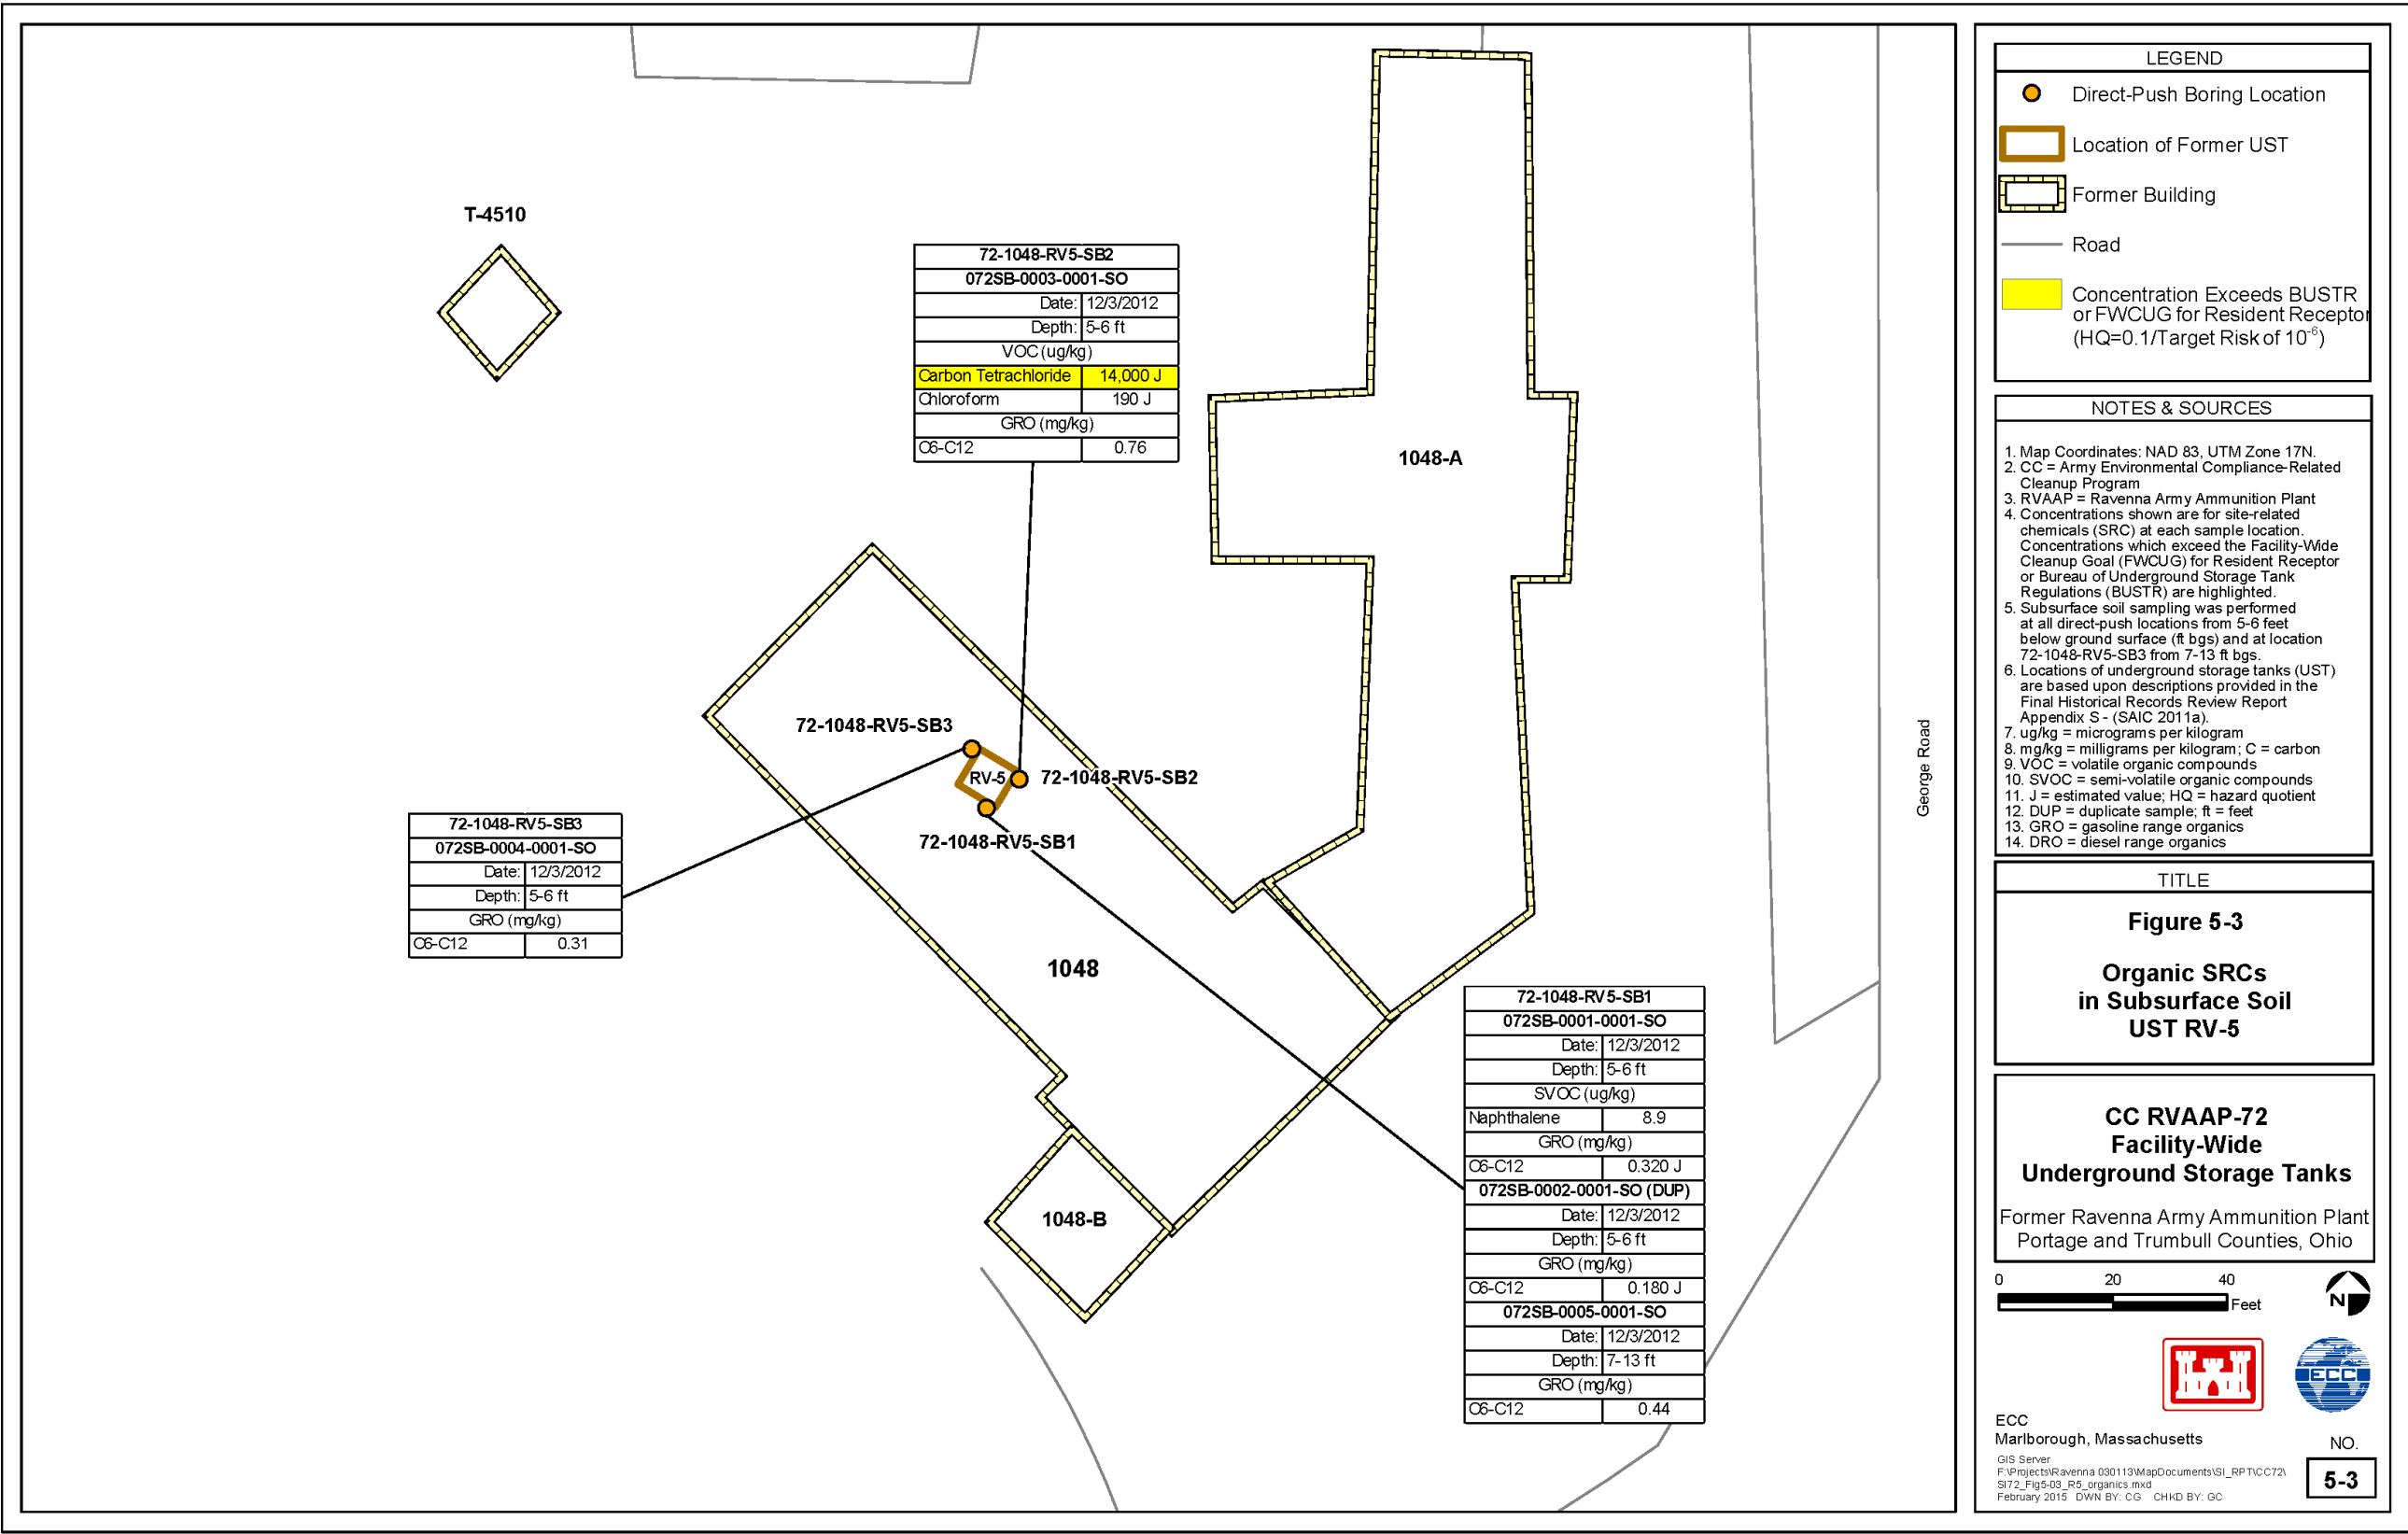 T-4510
72-1048-RV5-SB2
072SB-0003-0001-SO
Date: 12/3/2012
Depth: 5-6 ft
VOC (ug/kg)
Carbon Tetrachloride 14,000 J
Chloroform 190 J
GRO (mg/kg)
C6-C12 0.76
1048-A
72-1048-RV5-SB3
RV-5
72-1048-RV5-SB2
72-1048-RV5-SB1
George Road
72-1048-RV5-SB3
072SB-0004-0001-SO
Date: 12/3/2012
Depth: 5-6 ft
GRO (mg/kg)
C6-C12 0.31
1048
72-1048-RV5-SB1
072SB-0001-0001-SO
Date: 12/3/2012
Depth: 5-6 ft
SVOC (ug/kg)
Naphthalene 8.9
GRO (mg/kg)
C6-C12 0.320 J
072SB-0002-0001-SO (DUP)
Date: 12/3/2012
Depth: 5-6 ft
GRO (mg/kg)
C6-C12 0.180 J
072SB-0005-0001-SO
Date: 12/3/2012
Depth: 7-13 ft
GRO (mg/kg)
C6-C12 0.44
1048-B
LEGEND
Direct-Push Boring Location
Location of Former UST
Former Building
Road
Concentration Exceeds BUSTR
or FWCUG for Resident Receptor
(HQ=0.1/Target Risk of 10⁻⁶)
NOTES & SOURCES
1. Map Coordinates: NAD 83, UTM Zone 17N.
2. CC = Army Environmental Compliance-Related
Cleanup Program
3. RVAAP = Ravenna Army Ammunition Plant
4. Concentrations shown are for site-related
chemicals (SRC) at each sample location.
Concentrations which exceed the Facility-Wide
Cleanup Goal (FWCUG) for Resident Receptor
or Bureau of Underground Storage Tank
Regulations (BUSTR) are highlighted.
5. Subsurface soil sampling was performed
at all direct-push locations from 5-6 feet
below ground surface (ft bgs) and at location
72-1048-RV5-SB3 from 7-13 ft bgs.
6. Locations of underground storage tanks (UST)
are based upon descriptions provided in the
Final Historical Records Review Report
Appendix S - (SAIC 2011a).
7. ug/kg = micrograms per kilogram
8. mg/kg = milligrams per kilogram; C = carbon
9. VOC = volatile organic compounds
10. SVOC = semi-volatile organic compounds
11. J = estimated value; HQ = hazard quotient
12. DUP = duplicate sample; ft = feet
13. GRO = gasoline range organics
14. DRO = diesel range organics
TITLE
Figure 5-3
Organic SRCs
in Subsurface Soil
UST RV-5
CC RVAAP-72
Facility-Wide
Underground Storage Tanks
Former Ravenna Army Ammunition Plant
Portage and Trumbull Counties, Ohio
0 20 40
Feet
N
ECC
ECC
Marlborough, Massachusetts
GIS Server
F:\Projects\Ravenna 030113\MapDocuments\SI_RPT\CC72\
SI72_Fig5-03_R5_organics.mxd
February 2015 DWN BY: CG CHKD BY: GC
NO.
5-3